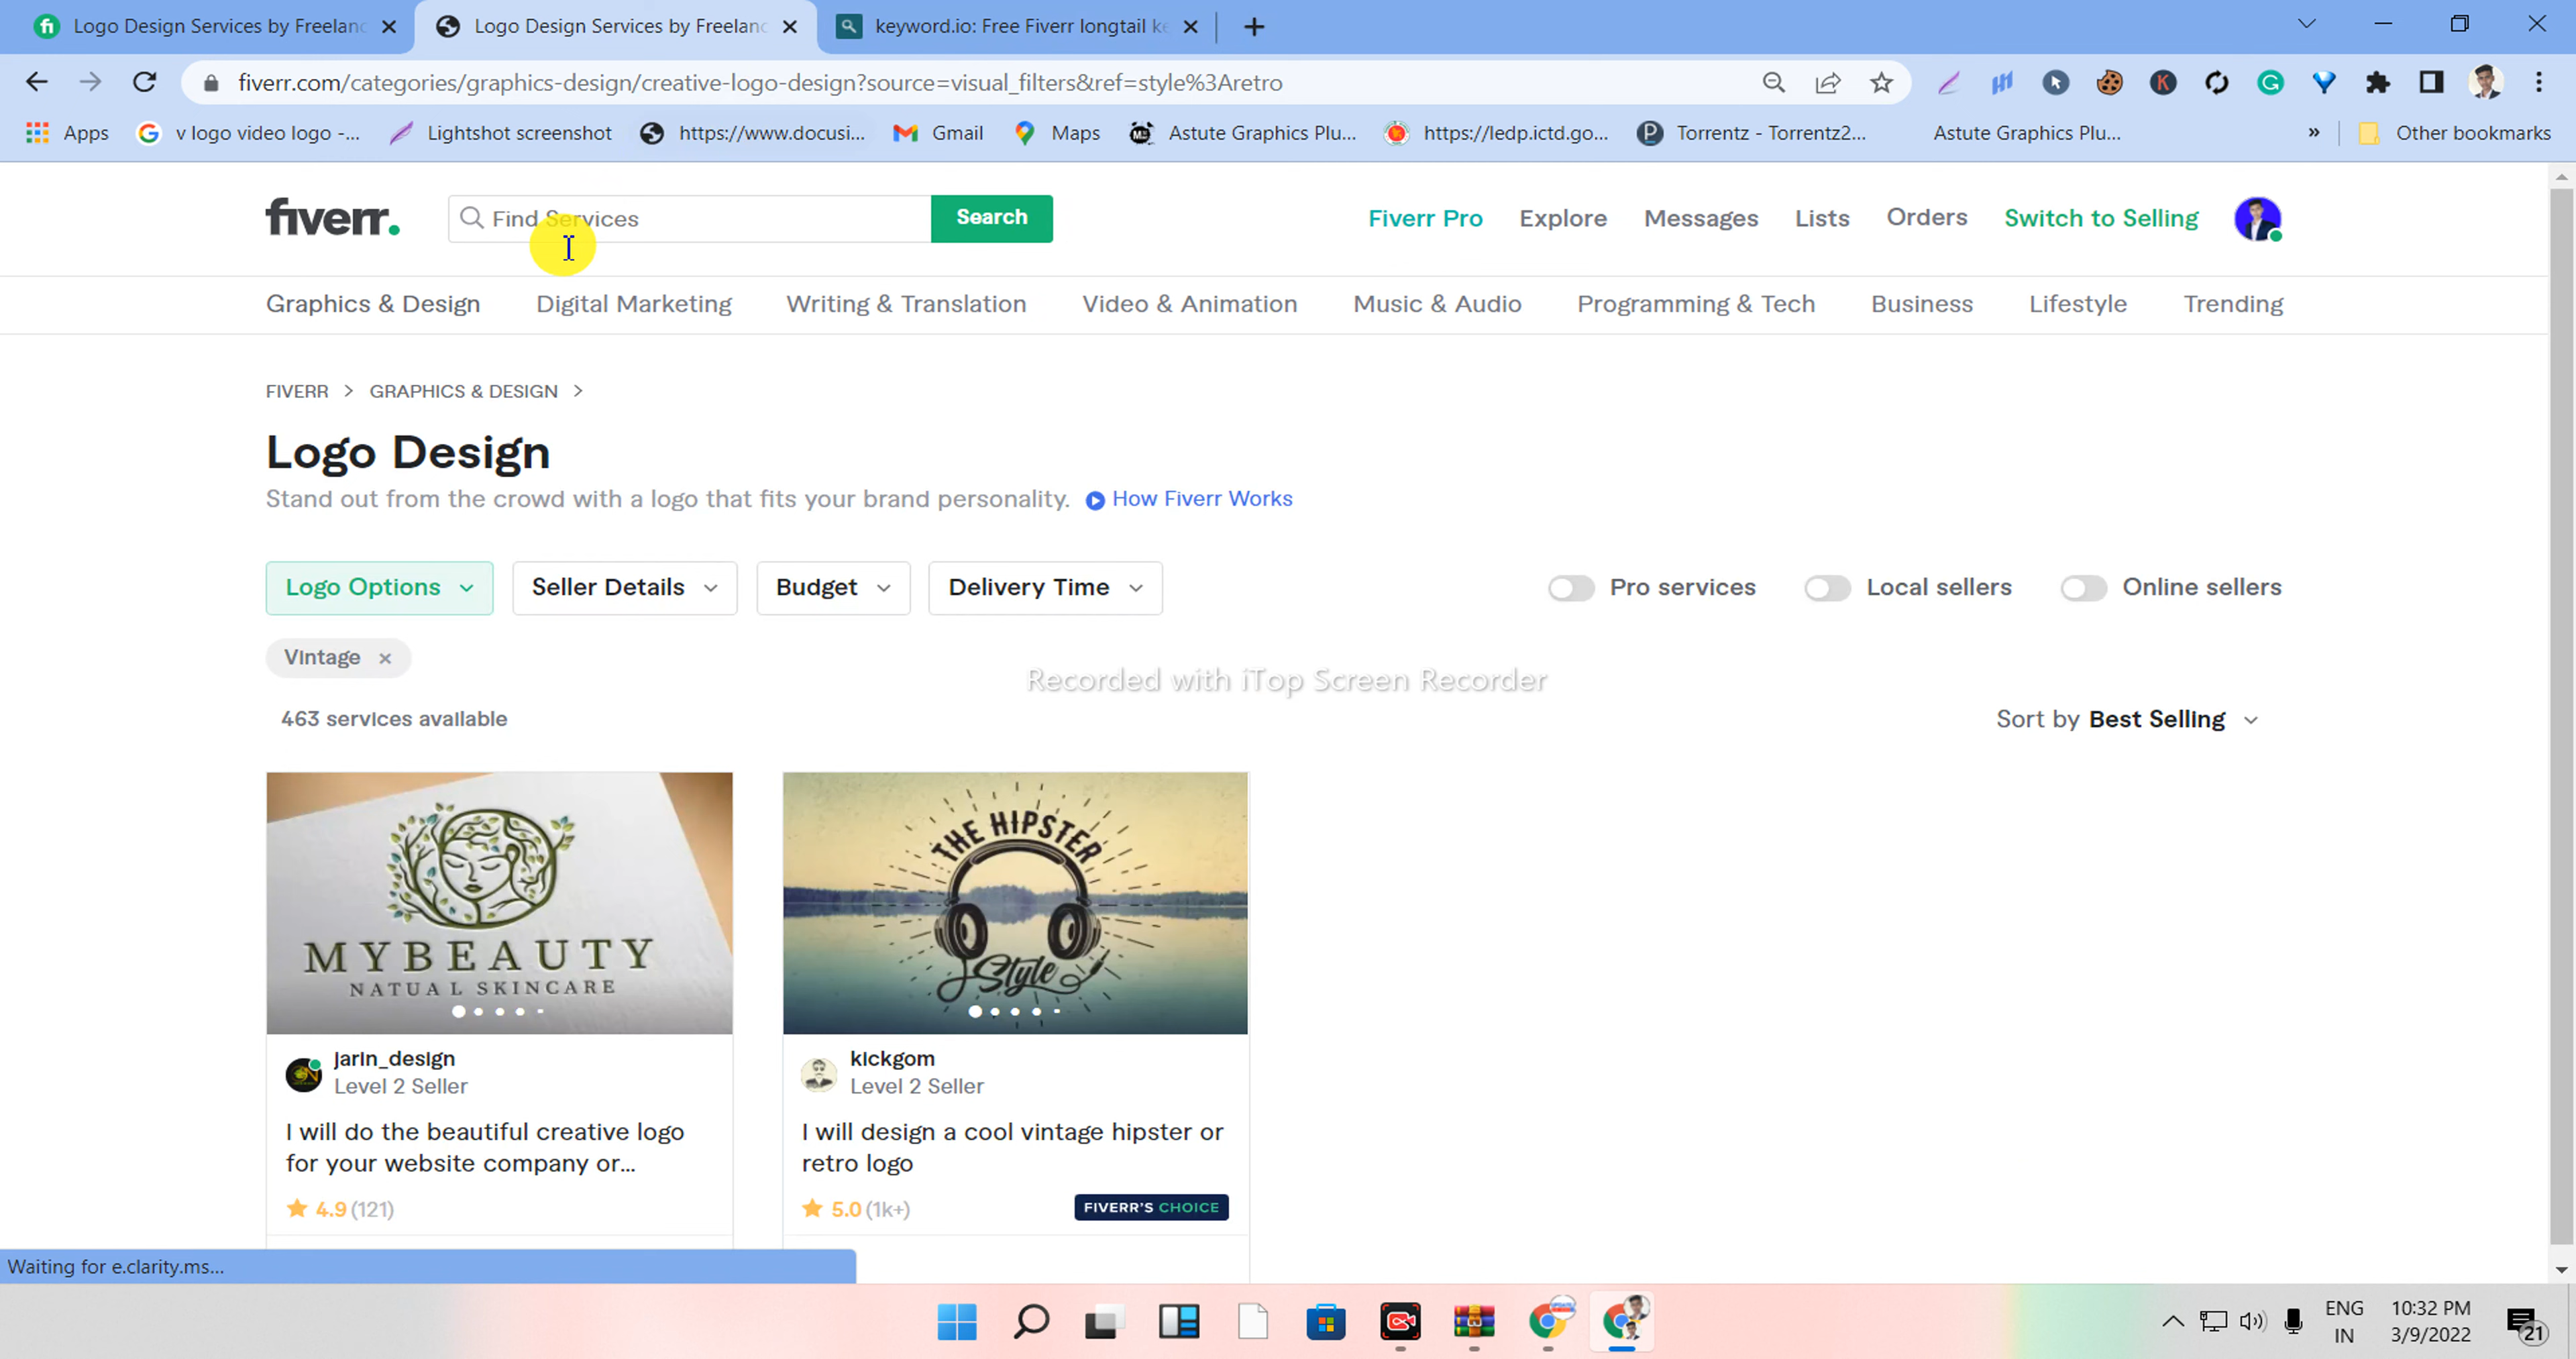 Logo Design Services by Freelanc
Logo Design Services by Freelanc
keyword.io: Free Fiverr longtail ke
fiverr.com/categories/graphics-design/creative-logo-design?source=visual_filters&ref=style%3Aretro
Apps
v logo video logo -...
Lightshot screenshot
https://www.docusi...
Gmail
Maps
Astute Graphics Plu...
https://ledp.ictd.go...
Torrentz - Torrentz2...
Astute Graphics Plu...
»
Other bookmarks
fiverr.
Find Services
Search
Fiverr Pro
Explore
Messages
Lists
Orders
Switch to Selling
Graphics & Design
Digital Marketing
Writing & Translation
Video & Animation
Music & Audio
Programming & Tech
Business
Lifestyle
Trending
FIVERR > GRAPHICS & DESIGN >
Logo Design
Stand out from the crowd with a logo that fits your brand personality.
How Fiverr Works
Logo Options
Seller Details
Budget
Delivery Time
Pro services
Local sellers
Online sellers
Vintage ×
Recorded with iTop Screen Recorder
463 services available
Sort by Best Selling
MYBEAUTY
NATUAL SKINCARE
THE HIPSTER
Style
jarin_design
Level 2 Seller
I will do the beautiful creative logo
for your website company or...
4.9 (121)
kickgom
Level 2 Seller
I will design a cool vintage hipster or
retro logo
5.0 (1k+)
FIVERR'S CHOICE
Waiting for e.clarity.ms...
ENG
IN
10:32 PM
3/9/2022
21